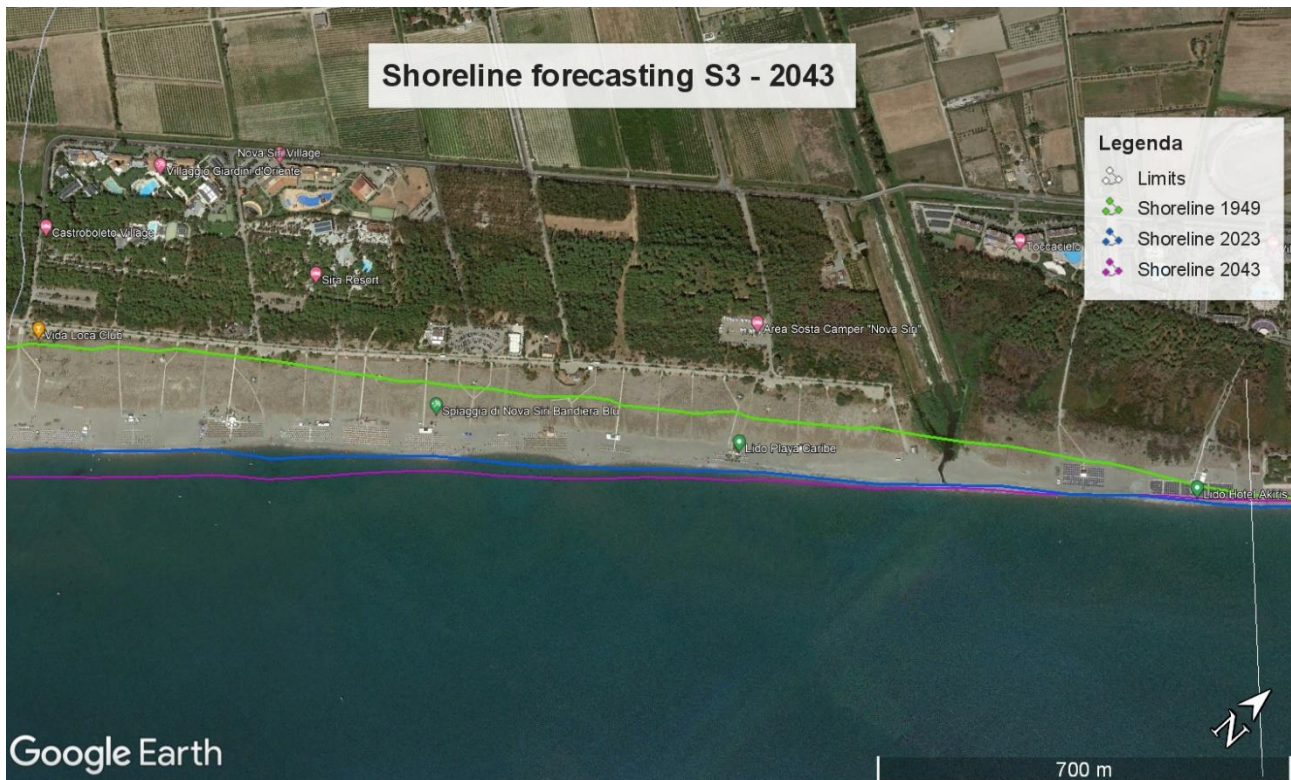 Shoreline forecasting S3 - 2043
Legenda
Limits
Shoreline 1949
Shoreline 2023
Shoreline 2043
Nova Siri Village
Villaggio Giardini d'Oriente
Castroboleto Village
Toccacielo
Sira Resort
Vida Loca Club
Area Sosta Camper "Nova Siri"
Spiaggia di Nova Siri Bandiera Blu
Lido Playa Caribe
Lido Hotel Akiris
N
Google Earth
700 m